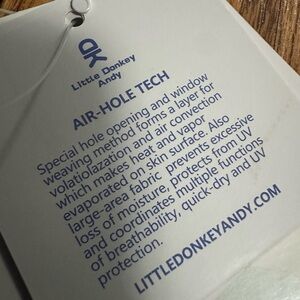 Little Donkey
Andy
AIR-HOLE TECH
Special hole opening and window
weaving method forms a layer for
volatiolazation and air convection
which makes heat and vapor
evaporated on skin surface. Also
large-area fabric prevents excessive
loss of moisture, protects from UV
and coordinates multiple functions
of breathability, quick-dry and UV
protection.
LITTLEDONKEYANDY.COM